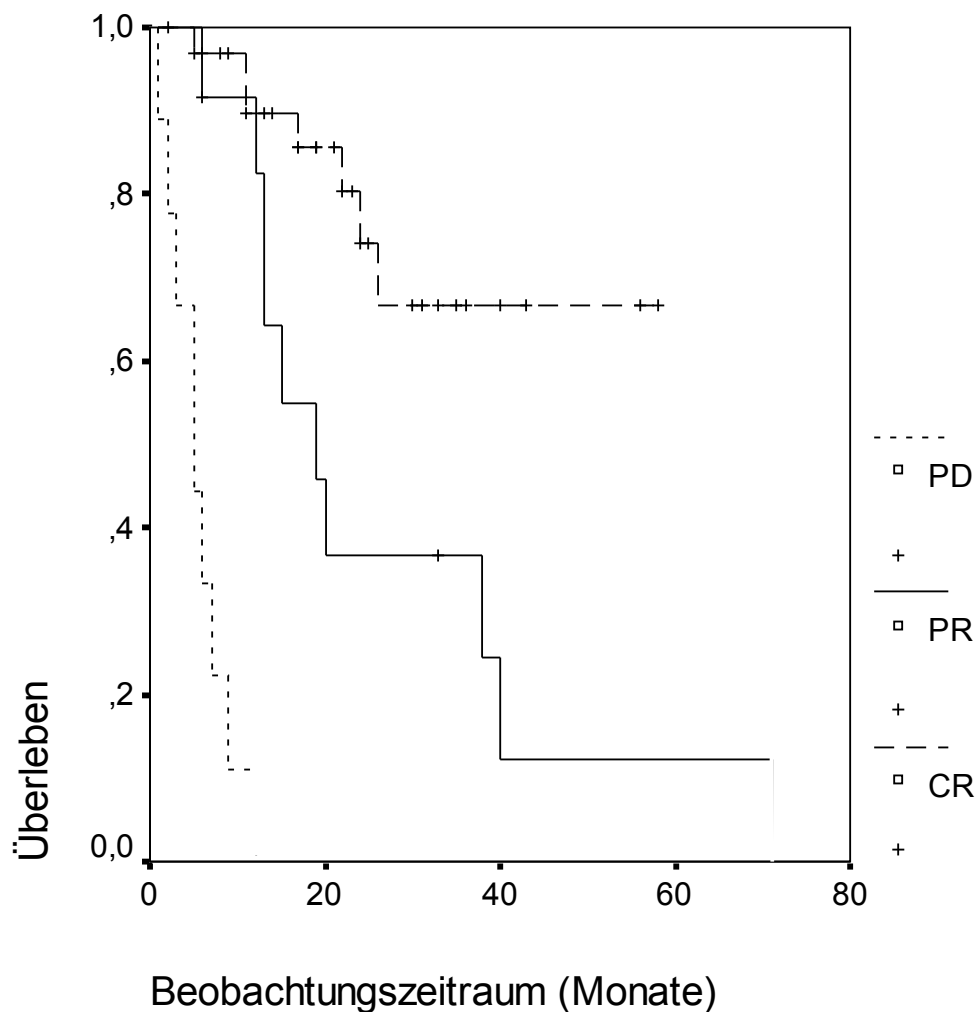 1,0
,8
,6
,4
,2
0,0
Überleben
0
20
40
60
80
Beobachtungszeitraum (Monate)
PD
PR
CR